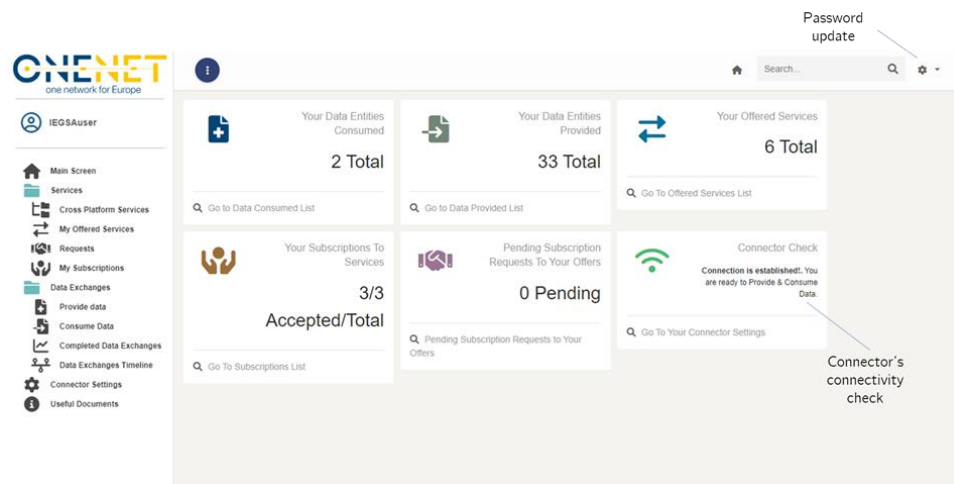 Password
update
ONENET
one network for Europe
Search...
IEGSAuser
Main Screen
Services
Cross Platform Services
My Offered Services
Requests
My Subscriptions
Data Exchanges
Provide data
Consume Data
Completed Data Exchanges
Data Exchanges Timeline
Connector Settings
Useful Documents
Your Data Entities
Consumed
2 Total
Go to Data Consumed List
Your Data Entities
Provided
33 Total
Go to Data Provided List
Your Offered Services
6 Total
Go To Offered Services List
Your Subscriptions To
Services
3/3
Accepted/Total
Go To Subscriptions List
Pending Subscription
Requests To Your Offers
0 Pending
Pending Subscription Requests to Your
Offers
Connector Check
Connection is established!. You
are ready to Provide & Consume
Data.
Go To Your Connector Settings
Connector's
connectivity
check